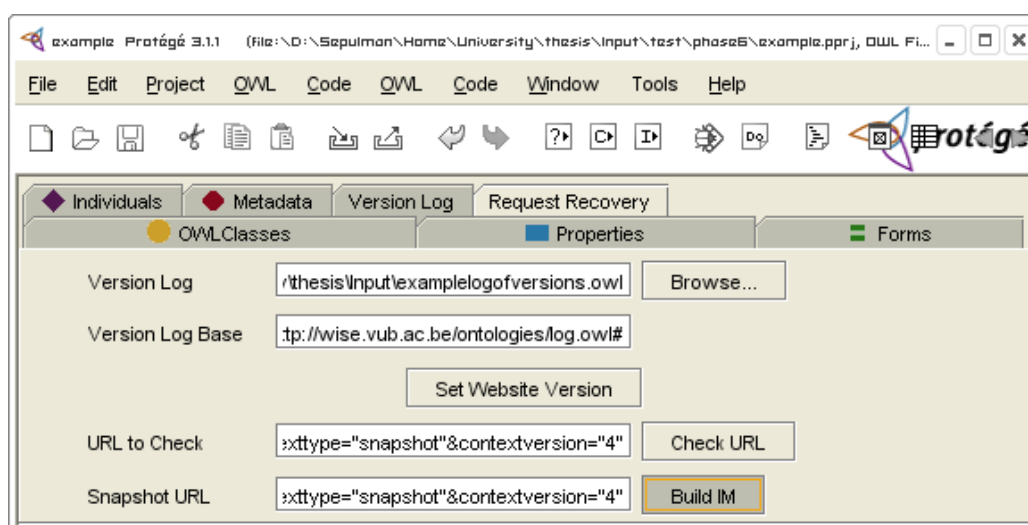 example Protégé 3.1.1 (file:\D:\Sepulman\Home\University\thesis\Input\test\phase6\example.pprj, OWL Fi...
File Edit Project OWL Code OWL Code Window Tools Help
protégé
Individuals Metadata Version Log Request Recovery
OWLClasses Properties Forms
Version Log /thesis\Input\examplelogofversions.owl Browse...
Version Log Base tp://wise.vub.ac.be/ontologies/log.owl#
Set Website Version
URL to Check exttype="snapshot"&contextversion="4" Check URL
Snapshot URL exttype="snapshot"&contextversion="4" Build IM